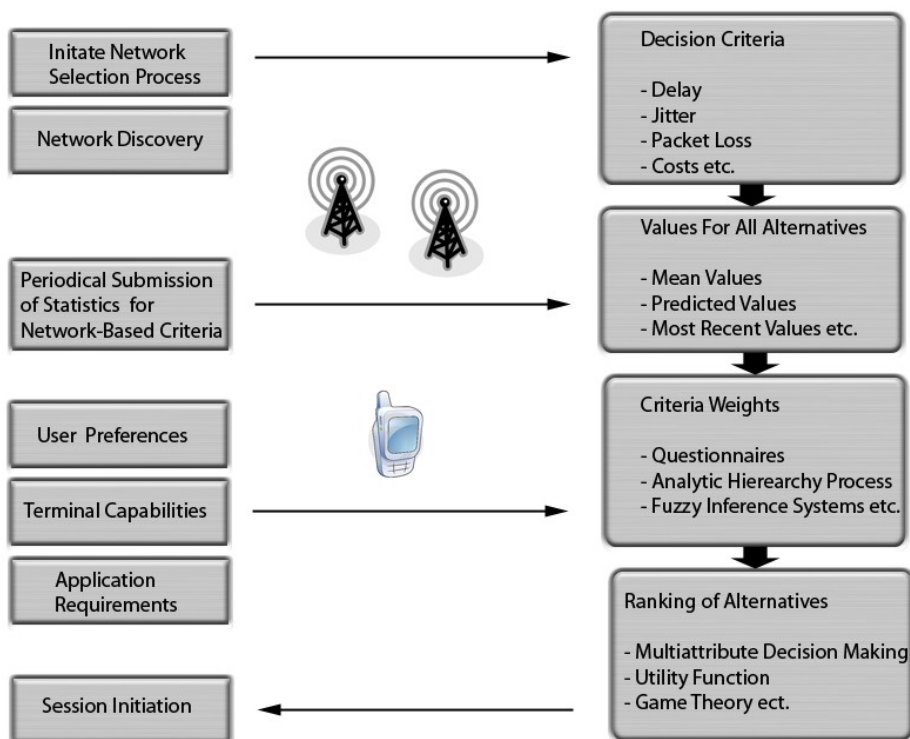 Initate Network
Selection Process
Network Discovery
Periodical Submission
of Statistics for
Network-Based Criteria
User Preferences
Terminal Capabilities
Application
Requirements
Session Initiation
Decision Criteria
- Delay
- Jitter
- Packet Loss
- Costs etc.
Values For All Alternatives
- Mean Values
- Predicted Values
- Most Recent Values etc.
Criteria Weights
- Questionnaires
- Analytic Hierearchy Process
- Fuzzy Inference Systems etc.
Ranking of Alternatives
- Multiattribute Decision Making
- Utility Function
- Game Theory ect.